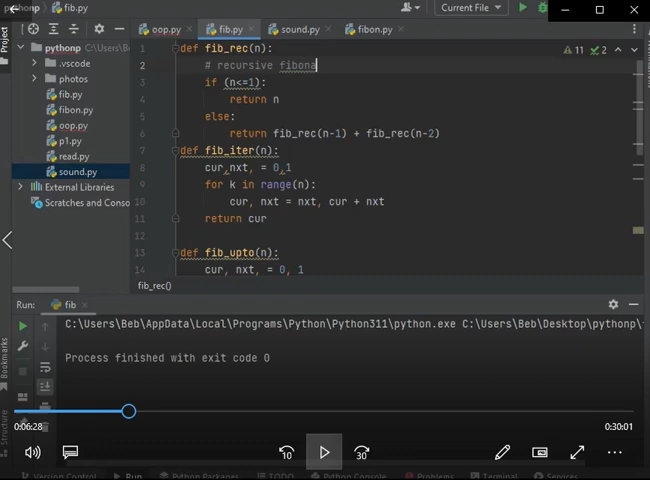 pythonp
fib.py
Current File
Project
oop.py
fib.py
sound.py
fibon.py
pythonp C:\Users\Be
.vscode
photos
fib.py
fibon.py
oop.py
p1.py
read.py
sound.py
External Libraries
Scratches and Conso
11 2
1 def fib_rec(n):
2 # recursive fibona
3 if (n<=1):
4 return n
5 else:
6 return fib_rec(n-1) + fib_rec(n-2)
7 def fib_iter(n):
8 cur,nxt, = 0,1
9 for k in range(n):
10 cur, nxt = nxt, cur + nxt
11 return cur
12
13 def fib_upto(n):
14 cur, nxt, = 0, 1
fib_rec()
Run: fib
C:\Users\Beb\AppData\Local\Programs\Python\Python311\python.exe C:\Users\Beb\Desktop\pythonp\
Process finished with exit code 0
Bookmarks
Structure
0:06:28
0:30:01
10
30
Version Control
Run
Python Packages
TODO
Python Console
Problems
Terminal
Services